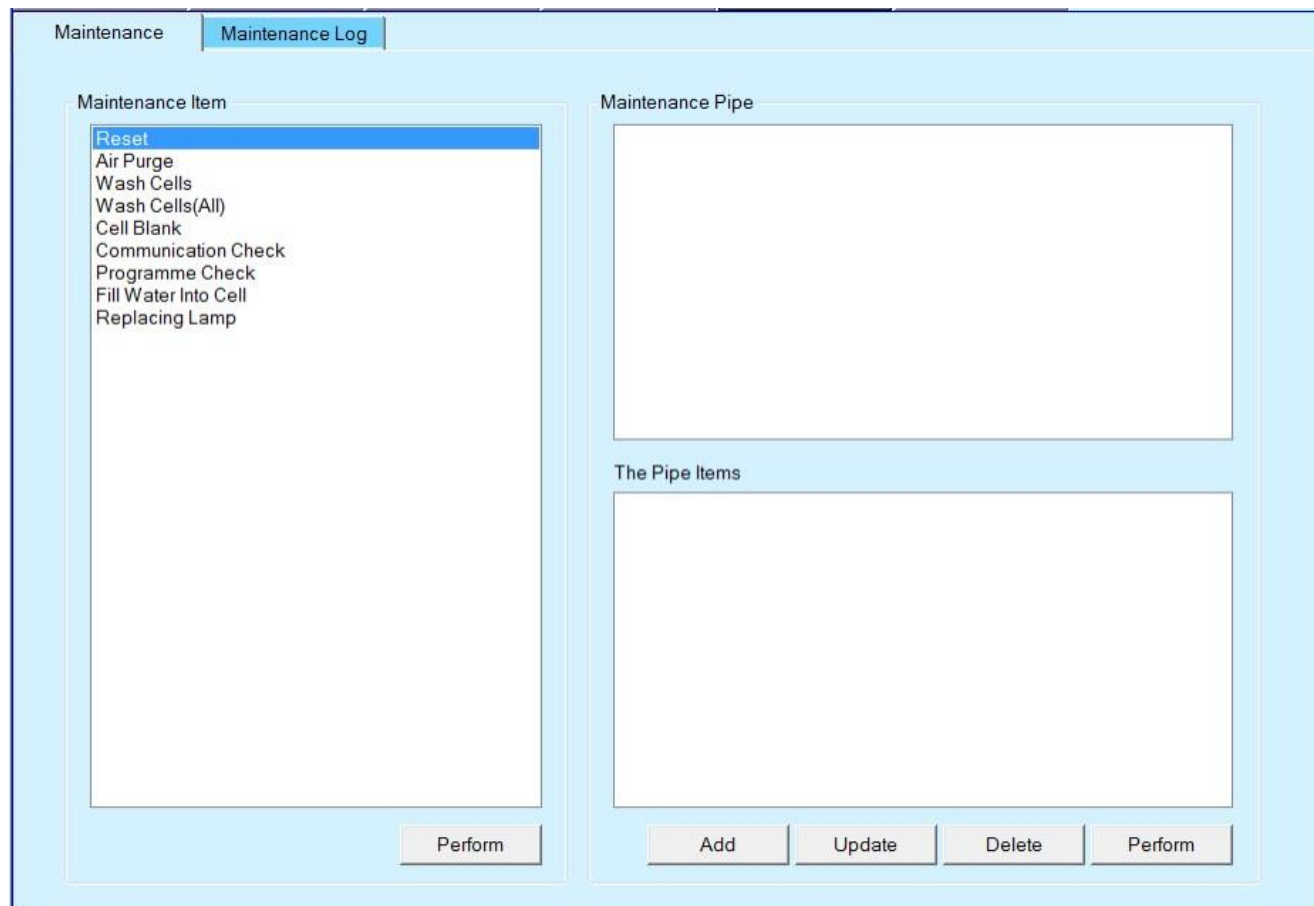 Maintenance
Maintenance Log
Maintenance Item
Reset
Air Purge
Wash Cells
Wash Cells(All)
Cell Blank
Communication Check
Programme Check
Fill Water Into Cell
Replacing Lamp
Perform
Maintenance Pipe
The Pipe Items
Add
Update
Delete
Perform